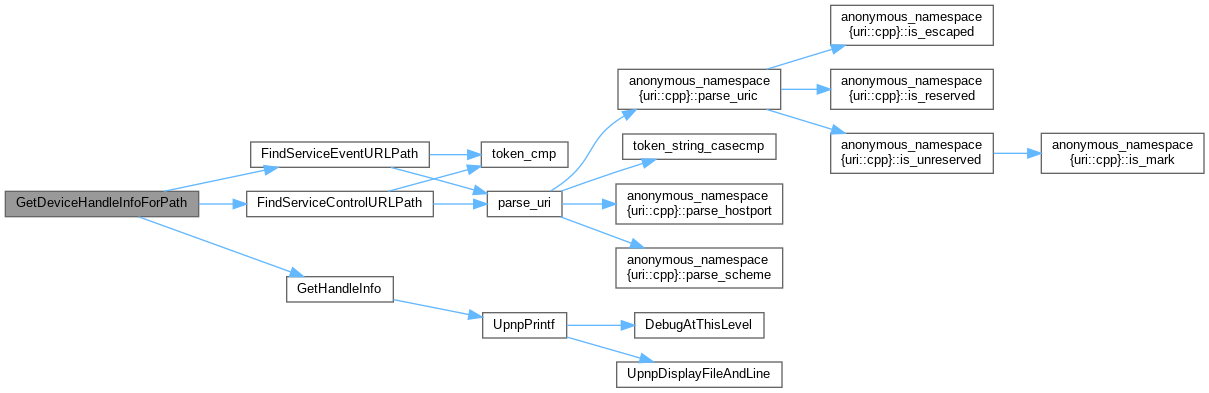 GetDeviceHandleInfoForPath
FindServiceEventURLPath
FindServiceControlURLPath
GetHandleInfo
token_cmp
parse_uri
UpnpPrintf
anonymous_namespace
{uri::cpp}::parse_uric
token_string_casecmp
anonymous_namespace
{uri::cpp}::parse_hostport
anonymous_namespace
{uri::cpp}::parse_scheme
DebugAtThisLevel
UpnpDisplayFileAndLine
anonymous_namespace
{uri::cpp}::is_escaped
anonymous_namespace
{uri::cpp}::is_reserved
anonymous_namespace
{uri::cpp}::is_unreserved
anonymous_namespace
{uri::cpp}::is_mark